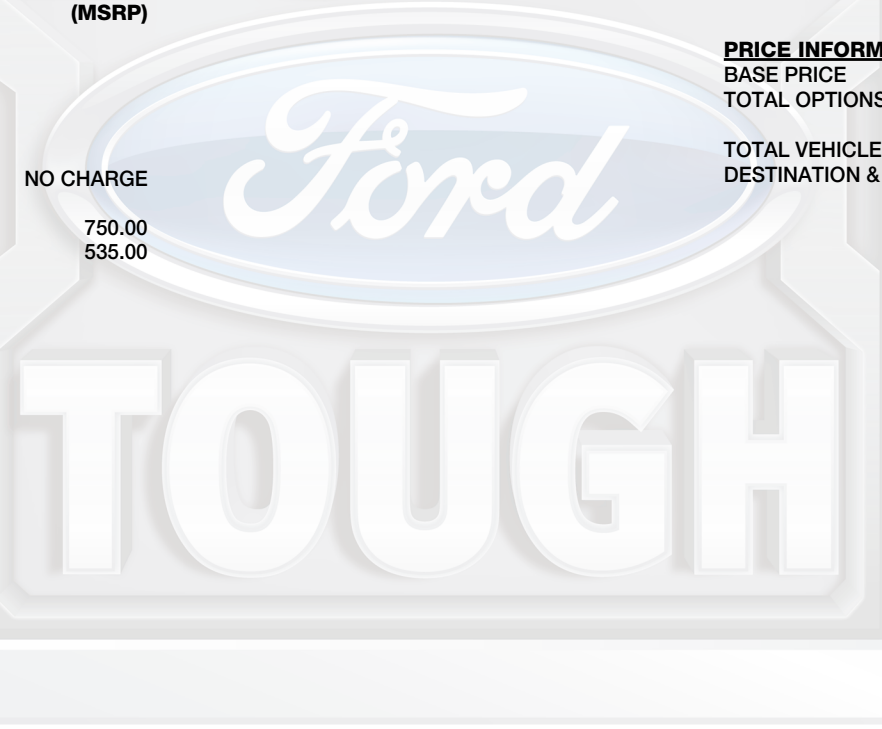 (MSRP)
NO CHARGE
750.00
535.00
PRICE INFORM
BASE PRICE
TOTAL OPTIONS
TOTAL VEHICLE
DESTINATION &
Ford
TOUGH